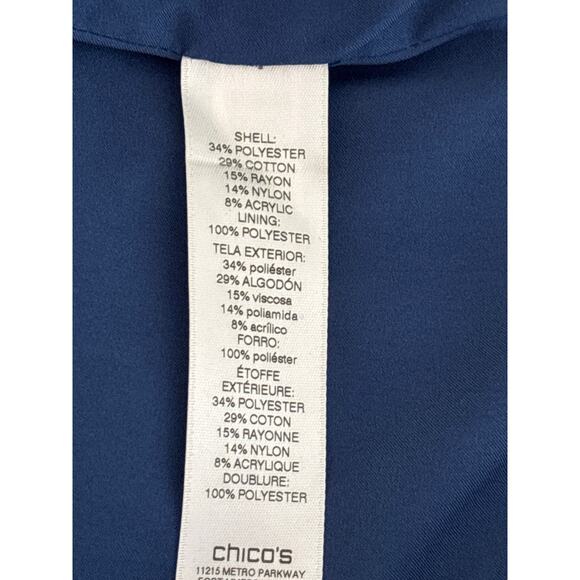 SHELL:
34% POLYESTER
29% COTTON
15% RAYON
14% NYLON
8% ACRYLIC
LINING:
100% POLYESTER
TELA EXTERIOR:
34% poliéster
29% ALGODÓN
15% viscosa
14% poliamida
8% acrílico
FORRO:
100% poliéster
ÉTOFFE
EXTÉRIEURE:
34% POLYESTER
29% COTON
15% RAYONNE
14% NYLON
8% ACRYLIQUE
DOUBLURE:
100% POLYESTER
chico's
11215 METRO PARKWAY